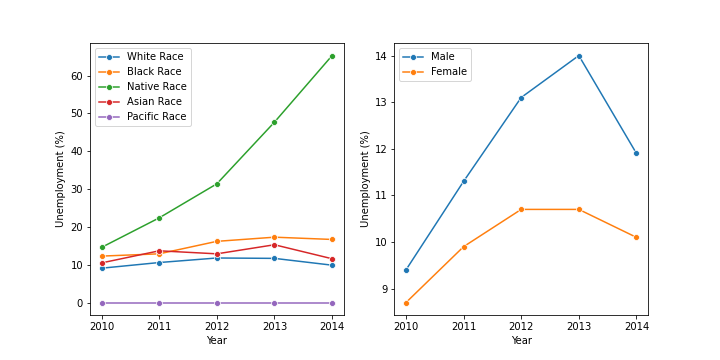 White Race
Black Race
Native Race
Asian Race
Pacific Race
60
50
40
30
20
10
0
Unemployment (%)
2010 2011 2012 2013 2014
Year
Male
Female
14
13
12
11
10
9
Unemployment (%)
2010 2011 2012 2013 2014
Year